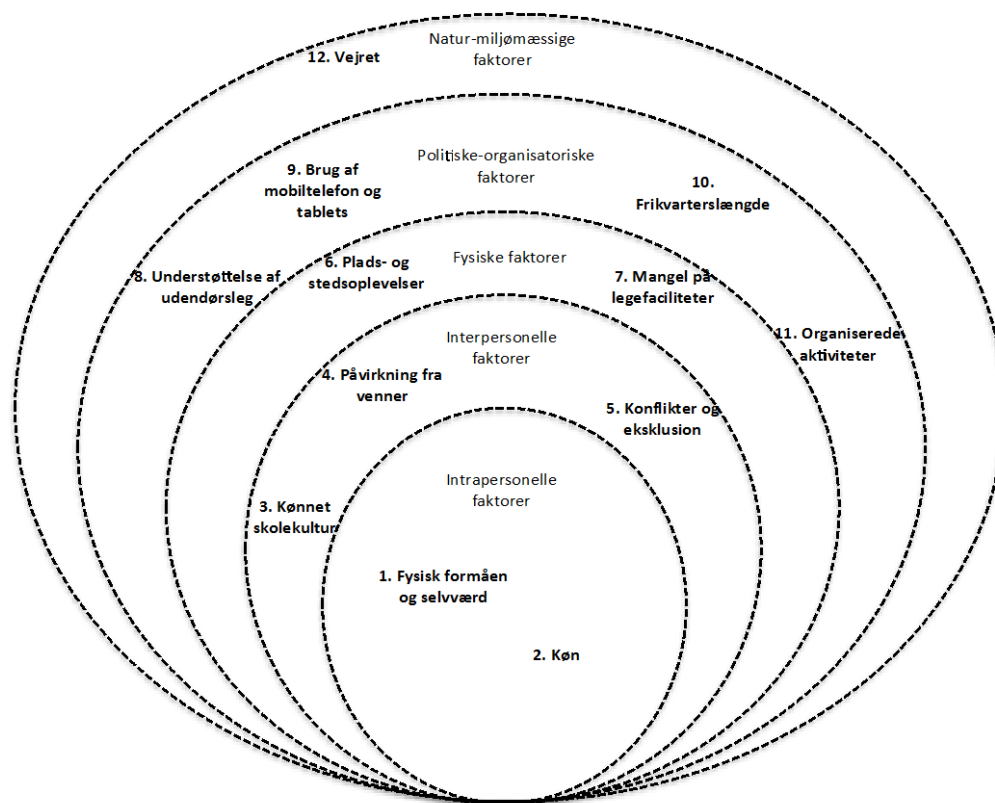 Natur-miljømæssige
faktorer
12. Vejret
Politiske-organisatoriske
faktorer
9. Brug af
mobiltelefon og
tablets
10.
Frikvarterslængde
8. Understøttelse af
udendørsleg
Fysiske faktorer
6. Plads- og
stedsoplevelser
7. Mangel på
legefaciliteter
11. Organiserede
aktiviteter
Interpersonelle
faktorer
4. Påvirkning fra
venner
5. Konflikter og
eksklusion
3. Kønnet
skolekultur
Intrapersonelle
faktorer
1. Fysisk formåen
og selvværd
2. Køn